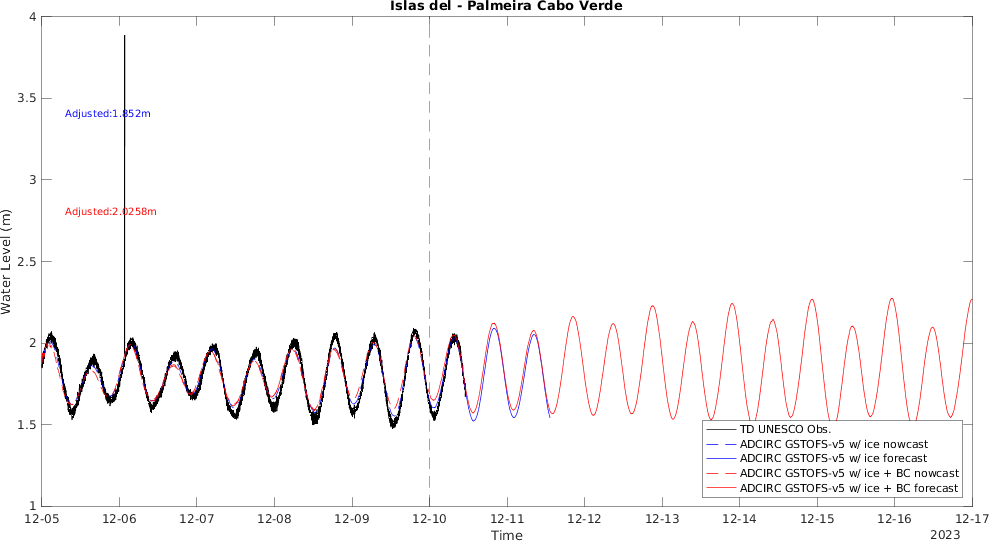 Islas del - Palmeira Cabo Verde
4
3.5
3
2.5
2
1.5
1
Water Level (m)
Adjusted:1.852m
Adjusted:2.0258m
TD UNESCO Obs.
ADCIRC GSTOFS-v5 w/ ice nowcast
ADCIRC GSTOFS-v5 w/ ice forecast
ADCIRC GSTOFS-v5 w/ ice + BC nowcast
ADCIRC GSTOFS-v5 w/ ice + BC forecast
12-05 12-06 12-07 12-08 12-09 12-10 12-11 12-12 12-13 12-14 12-15 12-16 12-17
Time
2023